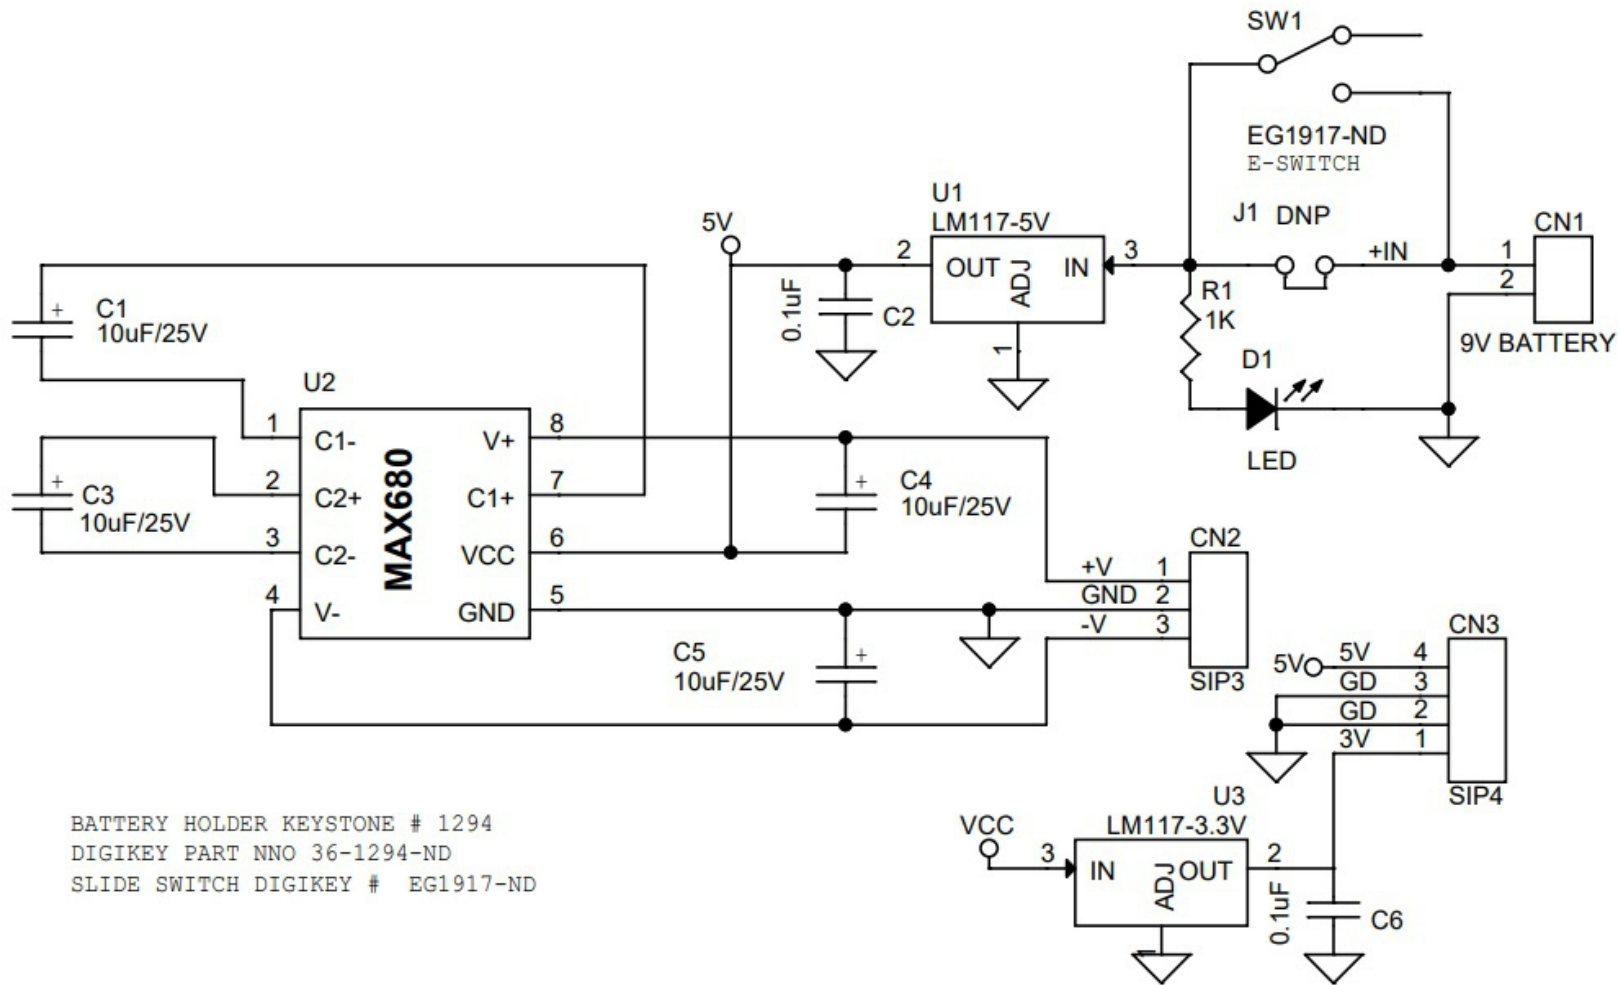 SW1
EG1917-ND
E-SWITCH
J1 DNP
+IN
CN1
1
2
9V BATTERY
U1
LM117-5V
2
OUT
ADJ
IN
3
1
5V
0.1uF
C2
R1
1K
D1
LED
+
C1
10uF/25V
+
C3
10uF/25V
U2
MAX680
1
C1-
2
C2+
3
C2-
4
V-
V+
8
C1+
7
VCC
6
GND
5
+
C4
10uF/25V
+
C5
10uF/25V
CN2
+V
1
GND
2
-V
3
SIP3
CN3
5V
5V
4
GD
3
GD
2
3V
1
SIP4
U3
LM117-3.3V
VCC
3
IN
ADJ
OUT
2
1
0.1uF
C6
BATTERY HOLDER KEYSTONE # 1294
DIGIKEY PART NNO 36-1294-ND
SLIDE SWITCH DIGIKEY # EG1917-ND